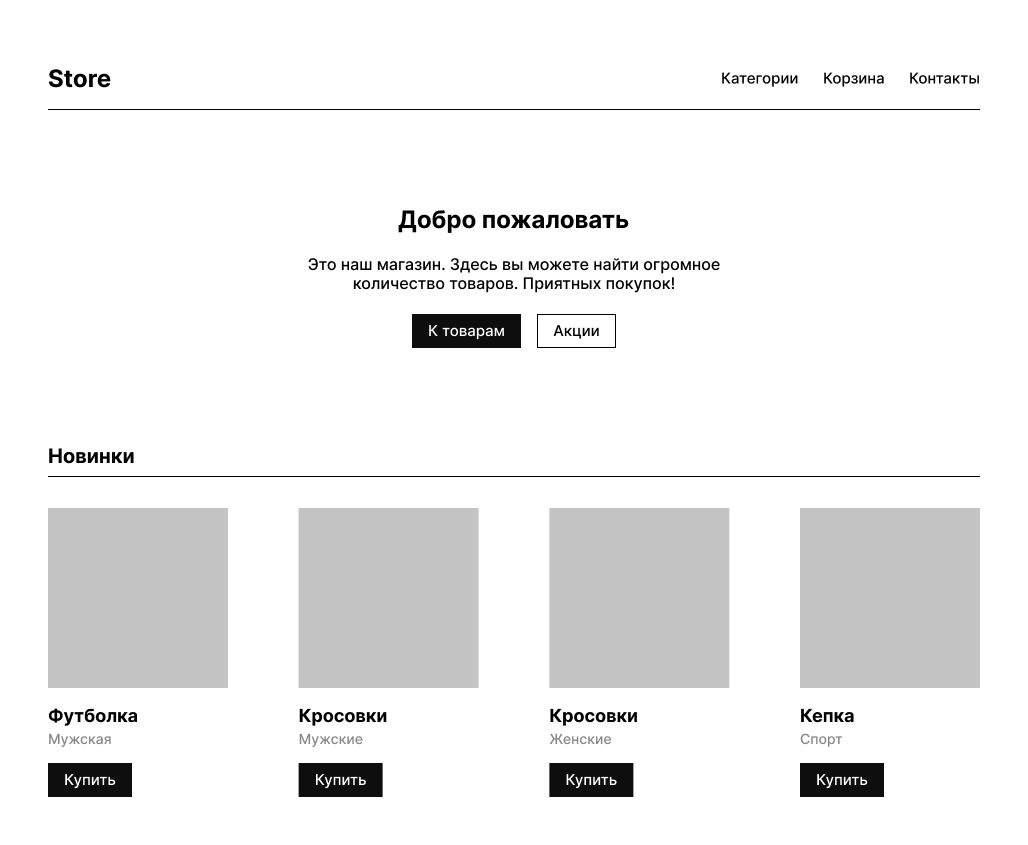 Store
Категории Корзина Контакты
Добро пожаловать
Это наш магазин. Здесь вы можете найти огромное
количество товаров. Приятных покупок!
К товарам Акции
Новинки
Футболка Кросовки Кросовки Кепка
Мужская Мужские Женские Спорт
Купить Купить Купить Купить